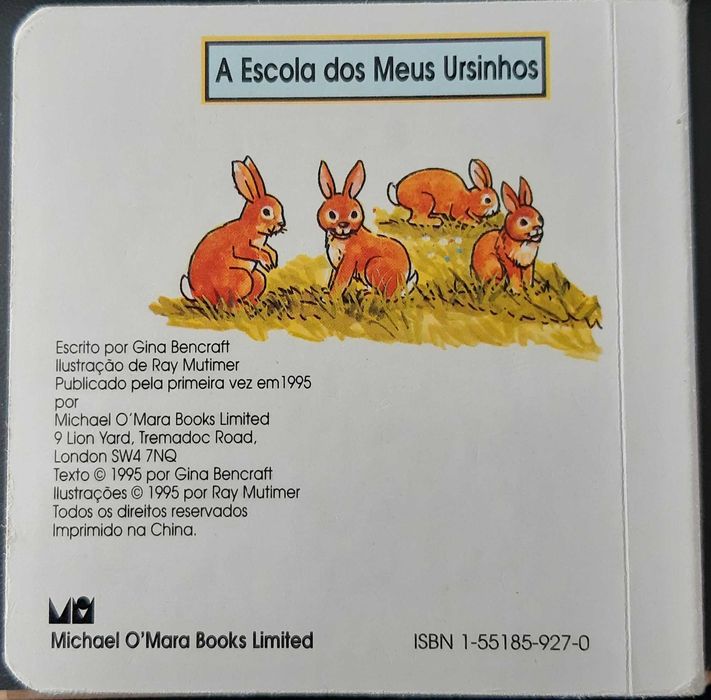 A Escola dos Meus Ursinhos
Escrito por Gina Bencraft
Ilustração de Ray Mutimer
Publicado pela primeira vez em1995
por
Michael O'Mara Books Limited
9 Lion Yard, Tremadoc Road,
London SW4 7NQ
Texto © 1995 por Gina Bencraft
Ilustrações © 1995 por Ray Mutimer
Todos os direitos reservados
Imprimido na China.
Michael O'Mara Books Limited
ISBN 1-55185-927-0